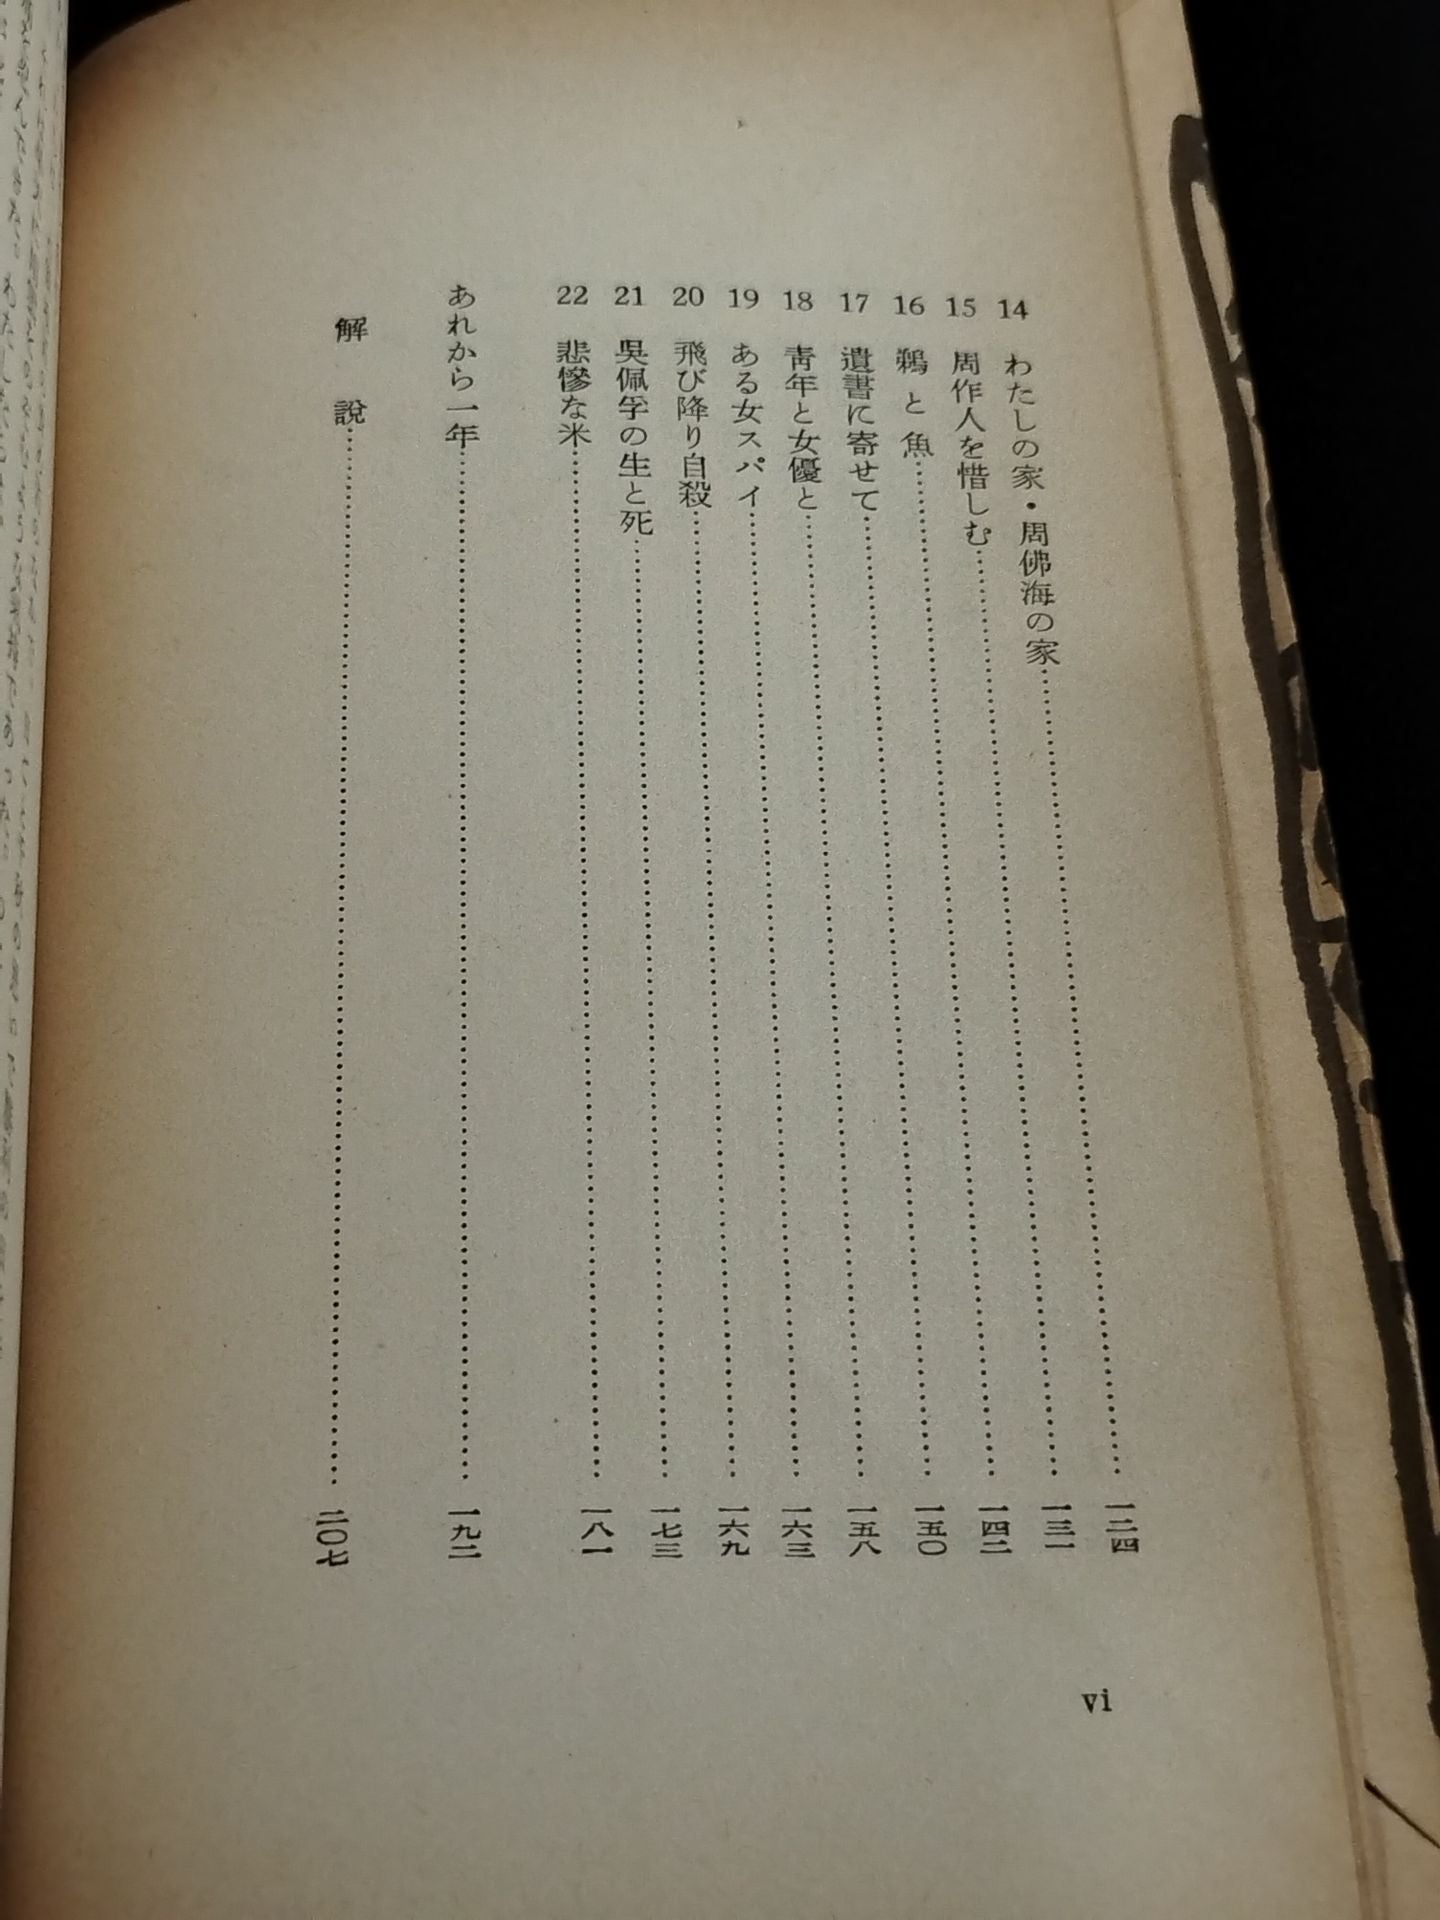 14 わたしの家・周佛海の家……一二四
15 周作人を惜しむ……一三一
16 鵜と魚……一四二
17 遺書に寄せて……一五〇
18 靑年と女優と……一五八
19 ある女スパイ……一六三
20 飛び降り自殺……一六九
21 吳佩孚の生と死……一七三
22 悲慘な米……一八一
あれから一年……一九二
解説……二〇七
vi